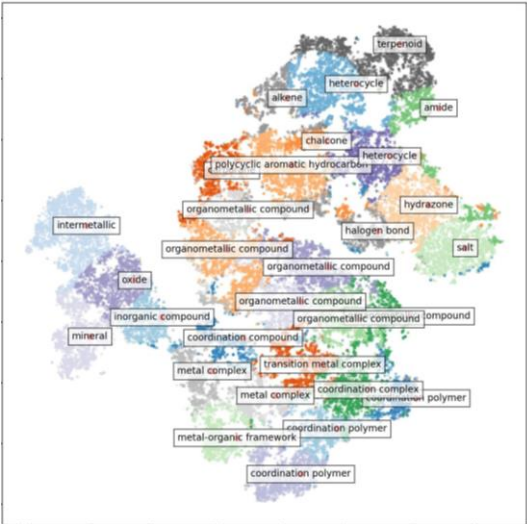 terpenoid
heterocycle
alkene
amide
chalcone
heterocycle
polycyclic aromatic hydrocarbon
hydrazone
organometallic compound
intermetallic
halogen bond
organometallic compound
salt
organometallic compound
oxide
organometallic compound
inorganic compound
organometallic compound
ompound
mineral
coordination compound
transition metal complex
metal complex
coordination complex
metal complex
coordination polymer
coordination polymer
metal-organic framework
coordination polymer